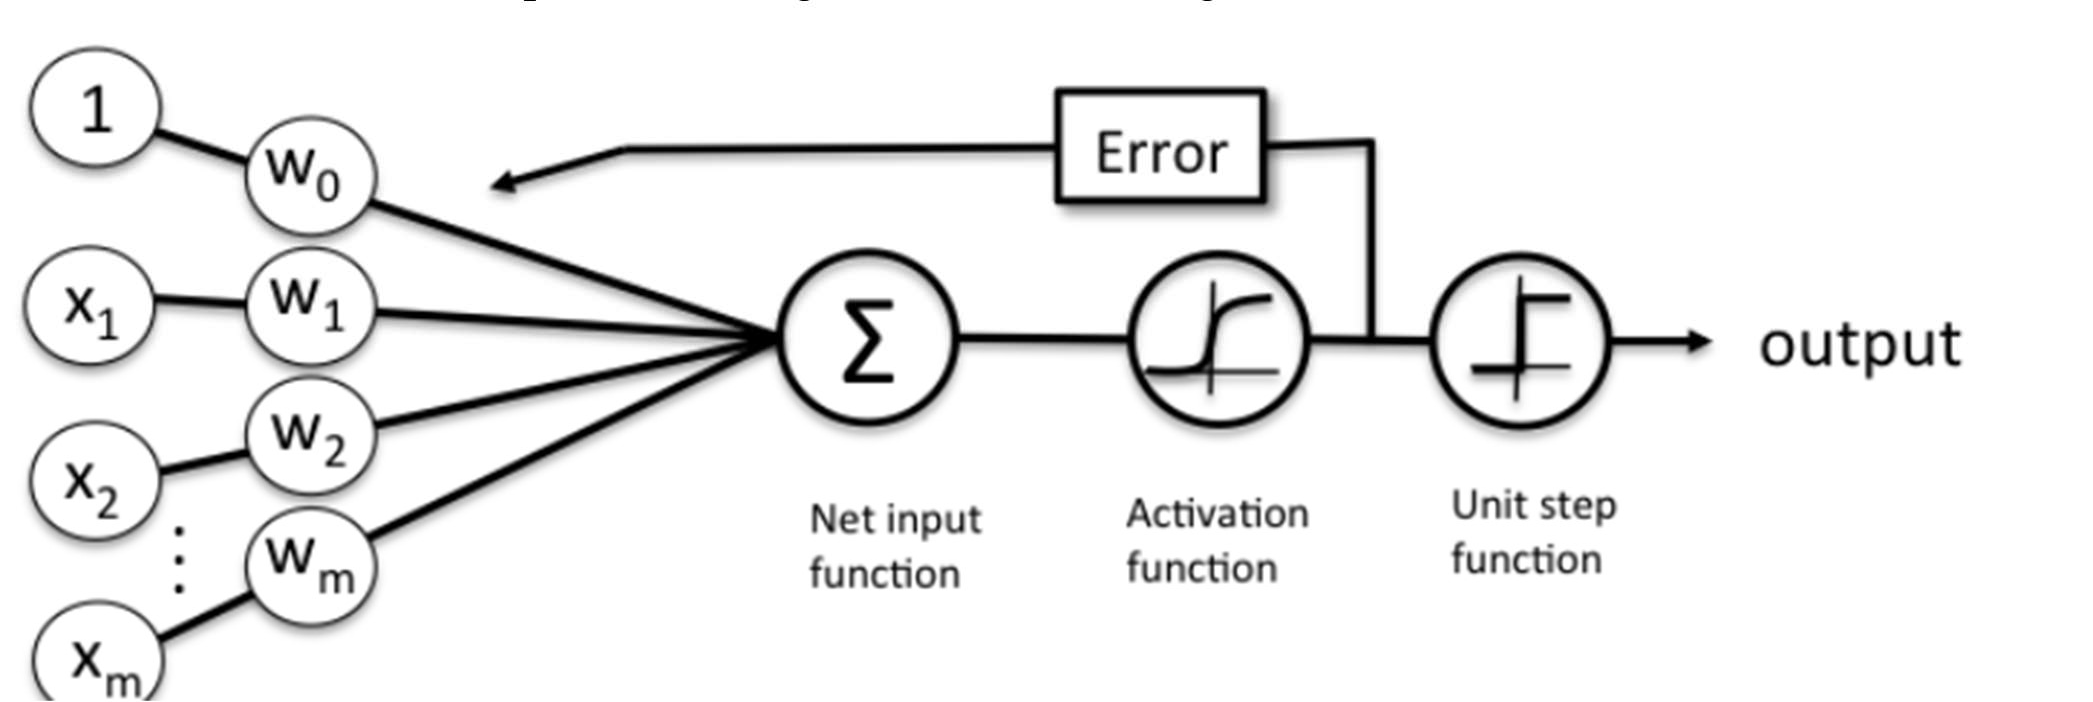 1
w0
Error
x1
w1
Σ
output
x2
w2
⋮
wm
xm
Net input
function
Activation
function
Unit step
function